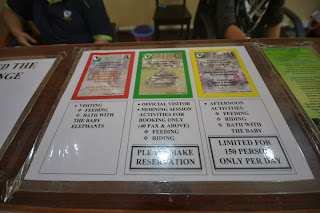 D THE
NGE
VISITING
FEEDING
BATH WITH
THE BABY
ELEPHANTS
OFFICIAL VISITOR
MORNING SESSION
ACTIVITIES FOR
BOOKING ONLY
(40 PAX & ABOVE)
FEEDING
RIDING
PLEASE MAKE
RESERVATION
AFTERNOON
ACTIVITIES
FEEDING
RIDING
BATH WITH
THE BABY
LIMITED FOR
150 PERSON
ONLY PER DAY